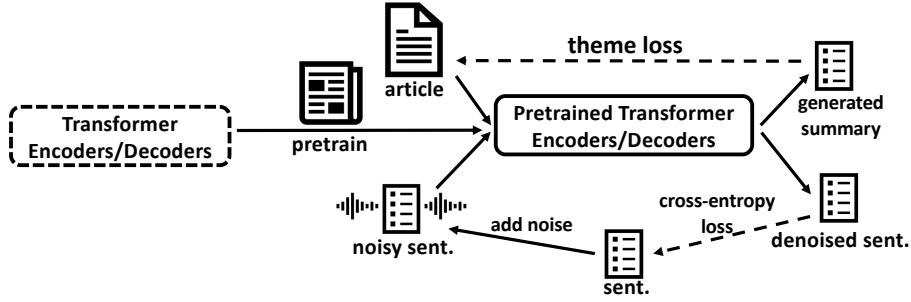 theme loss
article
generated
summary
Transformer
Encoders/Decoders
pretrain
Pretrained Transformer
Encoders/Decoders
noisy sent.
add noise
sent.
cross-entropy
loss
denoised sent.